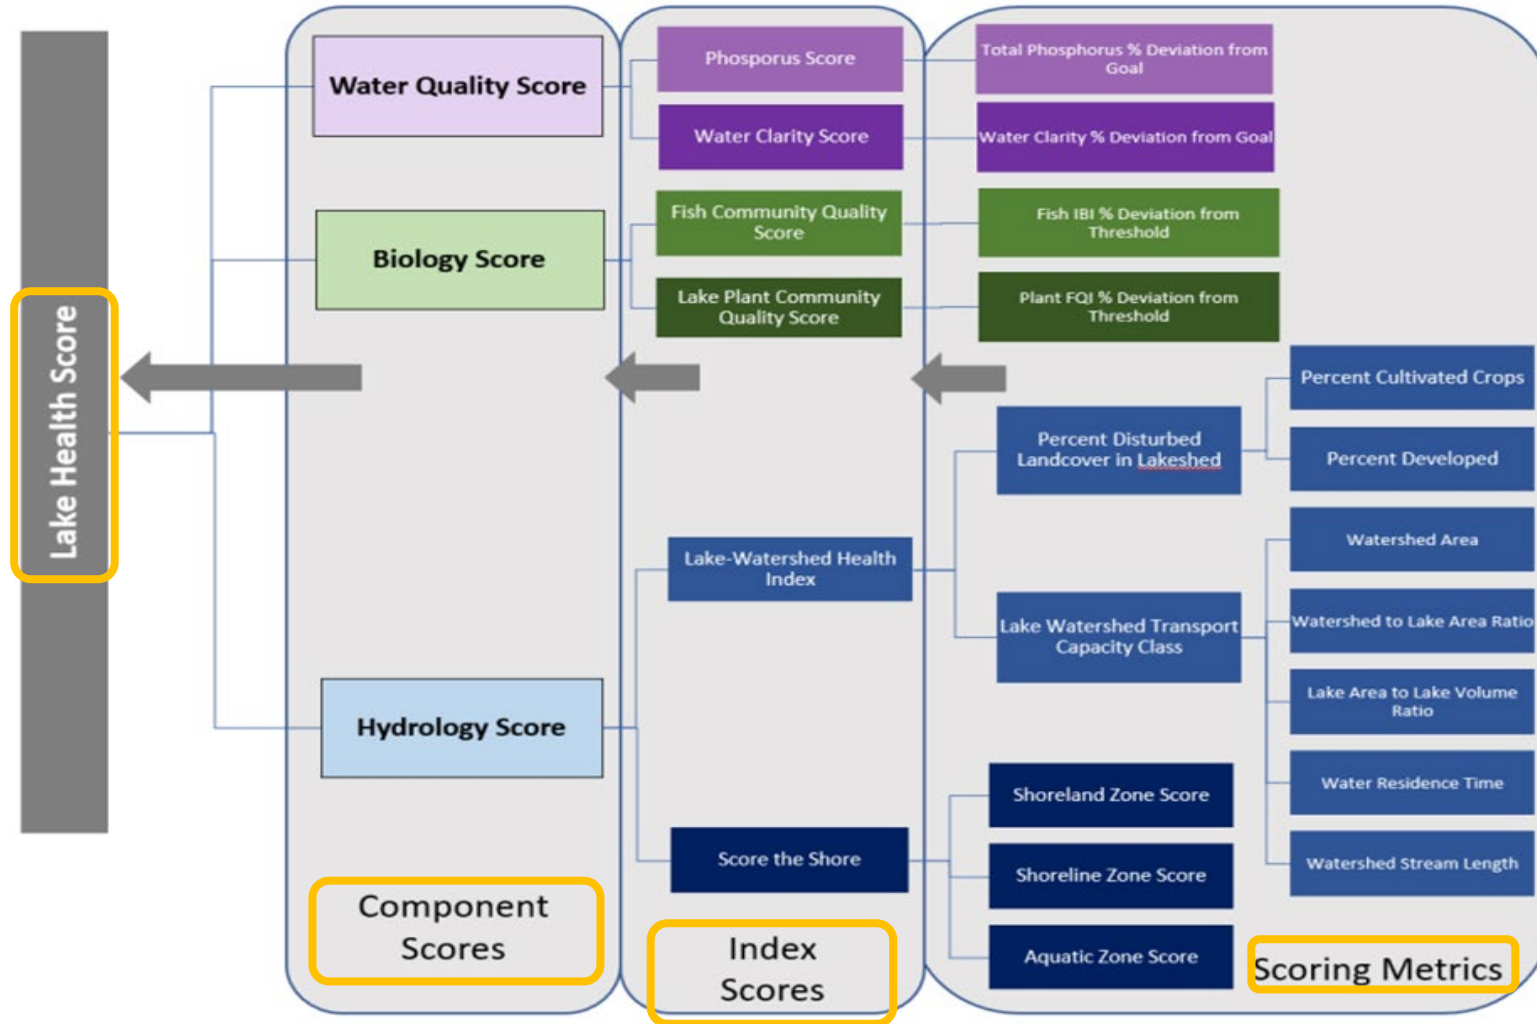 Lake Health Score
Water Quality Score
Biology Score
Hydrology Score
Component
Scores
Phosporus Score
Water Clarity Score
Fish Community Quality
Score
Lake Plant Community
Quality Score
Lake-Watershed Health
Index
Score the Shore
Index
Scores
Total Phosphorus % Deviation from
Goal
Water Clarity % Deviation from Goal
Fish IBI % Deviation from
Threshold
Plant FQI % Deviation from
Threshold
Percent Disturbed
Landcover in Lakeshed
Lake Watershed Transport
Capacity Class
Shoreland Zone Score
Shoreline Zone Score
Aquatic Zone Score
Percent Cultivated Crops
Percent Developed
Watershed Area
Watershed to Lake Area Ratio
Lake Area to Lake Volume
Ratio
Water Residence Time
Watershed Stream Length
Scoring Metrics